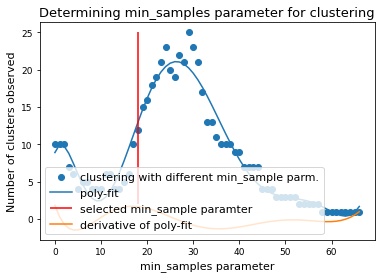 Determining min_samples parameter for clustering
Number of clusters observed
25
20
15
10
5
0
clustering with different min_sample parm.
poly-fit
selected min_sample paramter
derivative of poly-fit
0 10 20 30 40 50 60
min_samples parameter